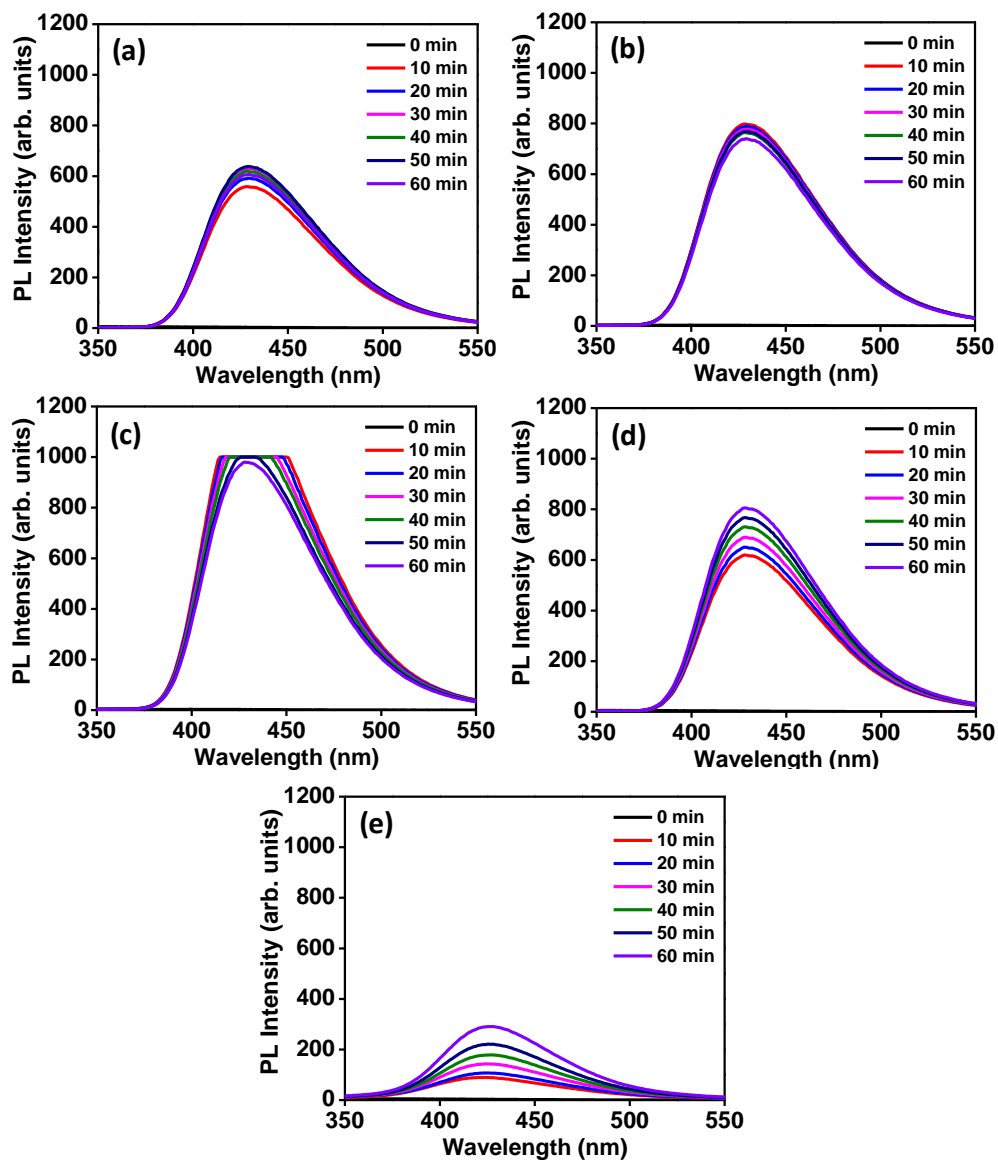 (a)
PL Intensity (arb. units)
1200
1000
800
600
400
200
0
0 min
10 min
20 min
30 min
40 min
50 min
60 min
350 400 450 500 550
Wavelength (nm)
(b)
PL Intensity (arb. units)
1200
1000
800
600
400
200
0
0 min
10 min
20 min
30 min
40 min
50 min
60 min
350 400 450 500 550
Wavelength (nm)
(c)
PL Intensity (arb. units)
1200
1000
800
600
400
200
0
0 min
10 min
20 min
30 min
40 min
50 min
60 min
350 400 450 500 550
Wavelength (nm)
(d)
PL Intensity (arb. units)
1200
1000
800
600
400
200
0
0 min
10 min
20 min
30 min
40 min
50 min
60 min
350 400 450 500 550
Wavelength (nm)
(e)
PL Intensity (arb. units)
1200
1000
800
600
400
200
0
0 min
10 min
20 min
30 min
40 min
50 min
60 min
350 400 450 500 550
Wavelength (nm)